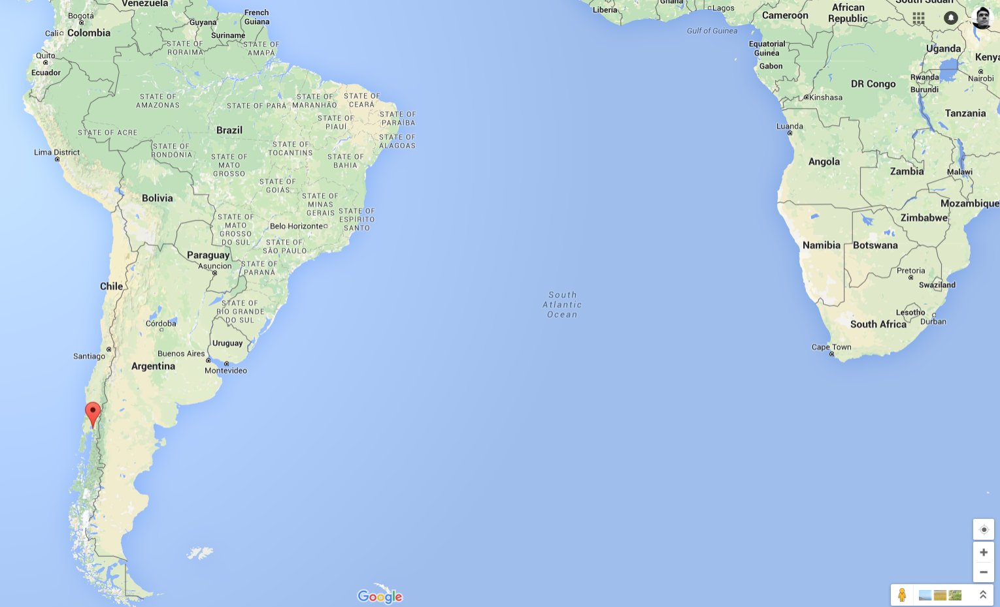 Venezuela
French
Guiana
Bogotá
Guyana
Cali
Colombia
Suriname
STATE OF
RORAIMA
STATE OF
AMAPÁ
Quito
Ecuador
STATE OF
AMAZONAS
STATE OF PARÁ
STATE OF
MARANHÃO
STATE OF
CEARÁ
STATE OF
PIAUÍ
STATE OF
PARAÍBA
STATE OF ACRE
Brazil
STATE OF
ALAGOAS
Lima District
STATE OF
RONDÔNIA
STATE OF
TOCANTINS
STATE OF
MATO
GROSSO
STATE OF
BAHIA
STATE OF
GOIÁS
Bolivia
STATE OF
MINAS
GERAIS
STATE OF
ESPÍRITO
SANTO
STATE OF
MATO
GROSSO
DO SUL
Belo Horizonte
STATE OF
SÃO PAULO
Paraguay
Asuncion
STATE OF
PARANÁ
Chile
STATE OF
RIO GRANDE
DO SUL
Córdoba
Uruguay
Santiago
Buenos Aires
Argentina
Montevideo
South
Atlantic
Ocean
Liberia
Ghana
Lagos
Gulf of Guinea
Cameroon
African
Republic
South Sudan
Equatorial
Guinea
Gabon
Uganda
Kenya
Nairobi
Rwanda
Burundi
DR Congo
Kinshasa
Tanzania
Luanda
Angola
Zambia
Malawi
Mozambique
Zimbabwe
Namibia
Botswana
Pretoria
Swaziland
Lesotho
South Africa
Durban
Cape Town
Google